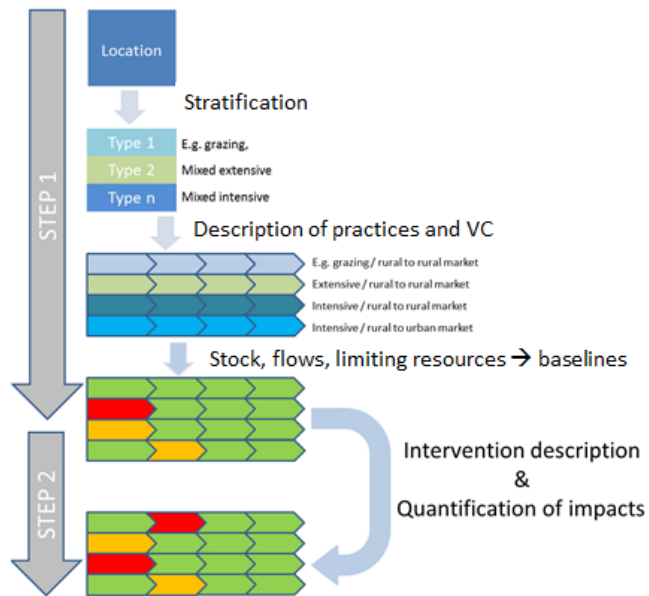 Location
Stratification
Type 1
E.g. grazing,
Type 2
Mixed extensive
Type n
Mixed intensive
STEP 1
Description of practices and VC
E.g. grazing / rural to rural market
Extensive / rural to rural market
Intensive / rural to rural market
Intensive / rural to urban market
Stock, flows, limiting resources → baselines
STEP 2
Intervention description
&
Quantification of impacts